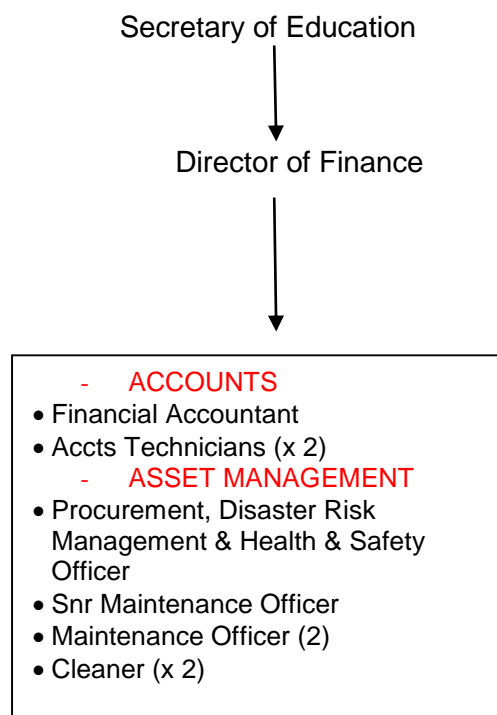 Secretary of Education
Director of Finance
- ACCOUNTS
• Financial Accountant
• Accts Technicians (x 2)
- ASSET MANAGEMENT
• Procurement, Disaster Risk
Management & Health & Safety
Officer
• Snr Maintenance Officer
• Maintenance Officer (2)
• Cleaner (x 2)